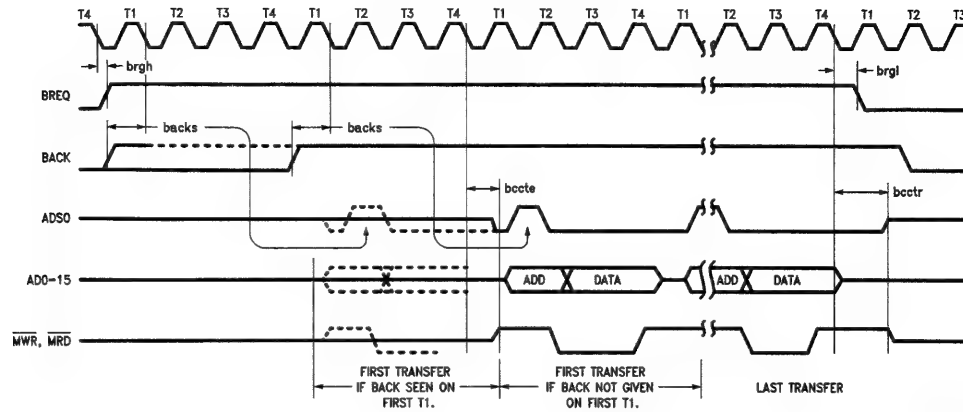 T4 T1 T2 T3 T4 T1 T2 T3 T4 T1 T2 T3 T4 T1 T2 T3 T4 T1 T2 T3
brgh
brgl
BREQ
backs
backs
BACK
bccte
bcctr
ADS0
AD0-15
ADD
DATA
ADD
DATA
MWR, MRD
FIRST TRANSFER
IF BACK SEEN ON
FIRST T1.
FIRST TRANSFER
IF BACK NOT GIVEN
ON FIRST T1.
LAST TRANSFER